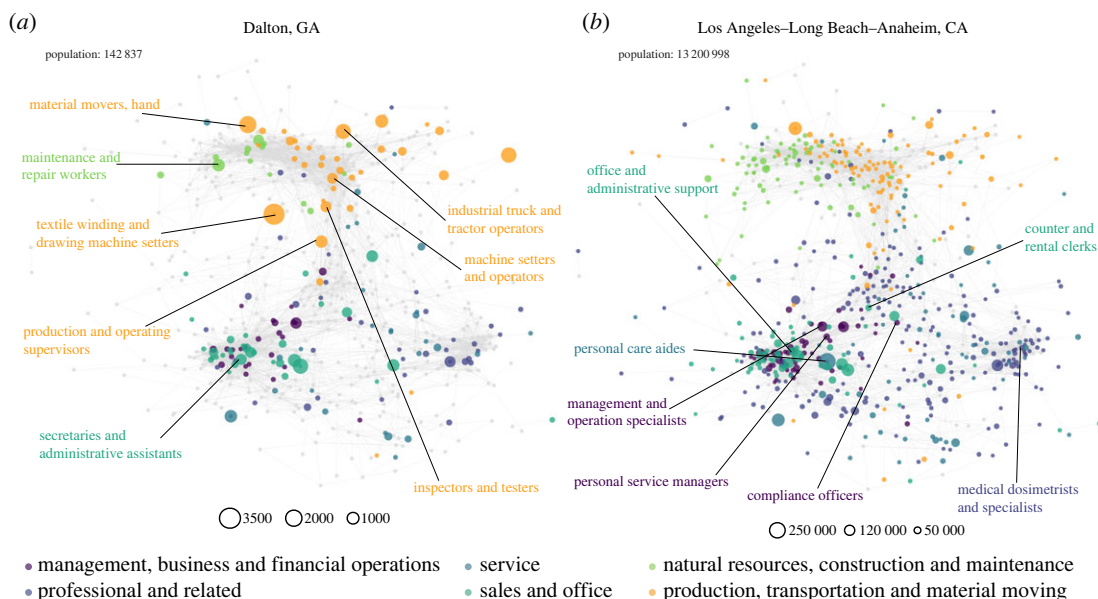 (a)
Dalton, GA
population: 142 837
material movers, hand
maintenance and
repair workers
textile winding and
drawing machine setters
industrial truck and
tractor operators
machine setters
and operators
production and operating
supervisors
secretaries and
administrative assistants
inspectors and testers
3500 2000 1000
(b)
Los Angeles–Long Beach–Anaheim, CA
population: 13 200 998
office and
administrative support
counter and
rental clerks
personal care aides
management and
operation specialists
personal service managers
compliance officers
medical dosimetrists
and specialists
250 000 120 000 50 000
management, business and financial operations
service
natural resources, construction and maintenance
professional and related
sales and office
production, transportation and material moving